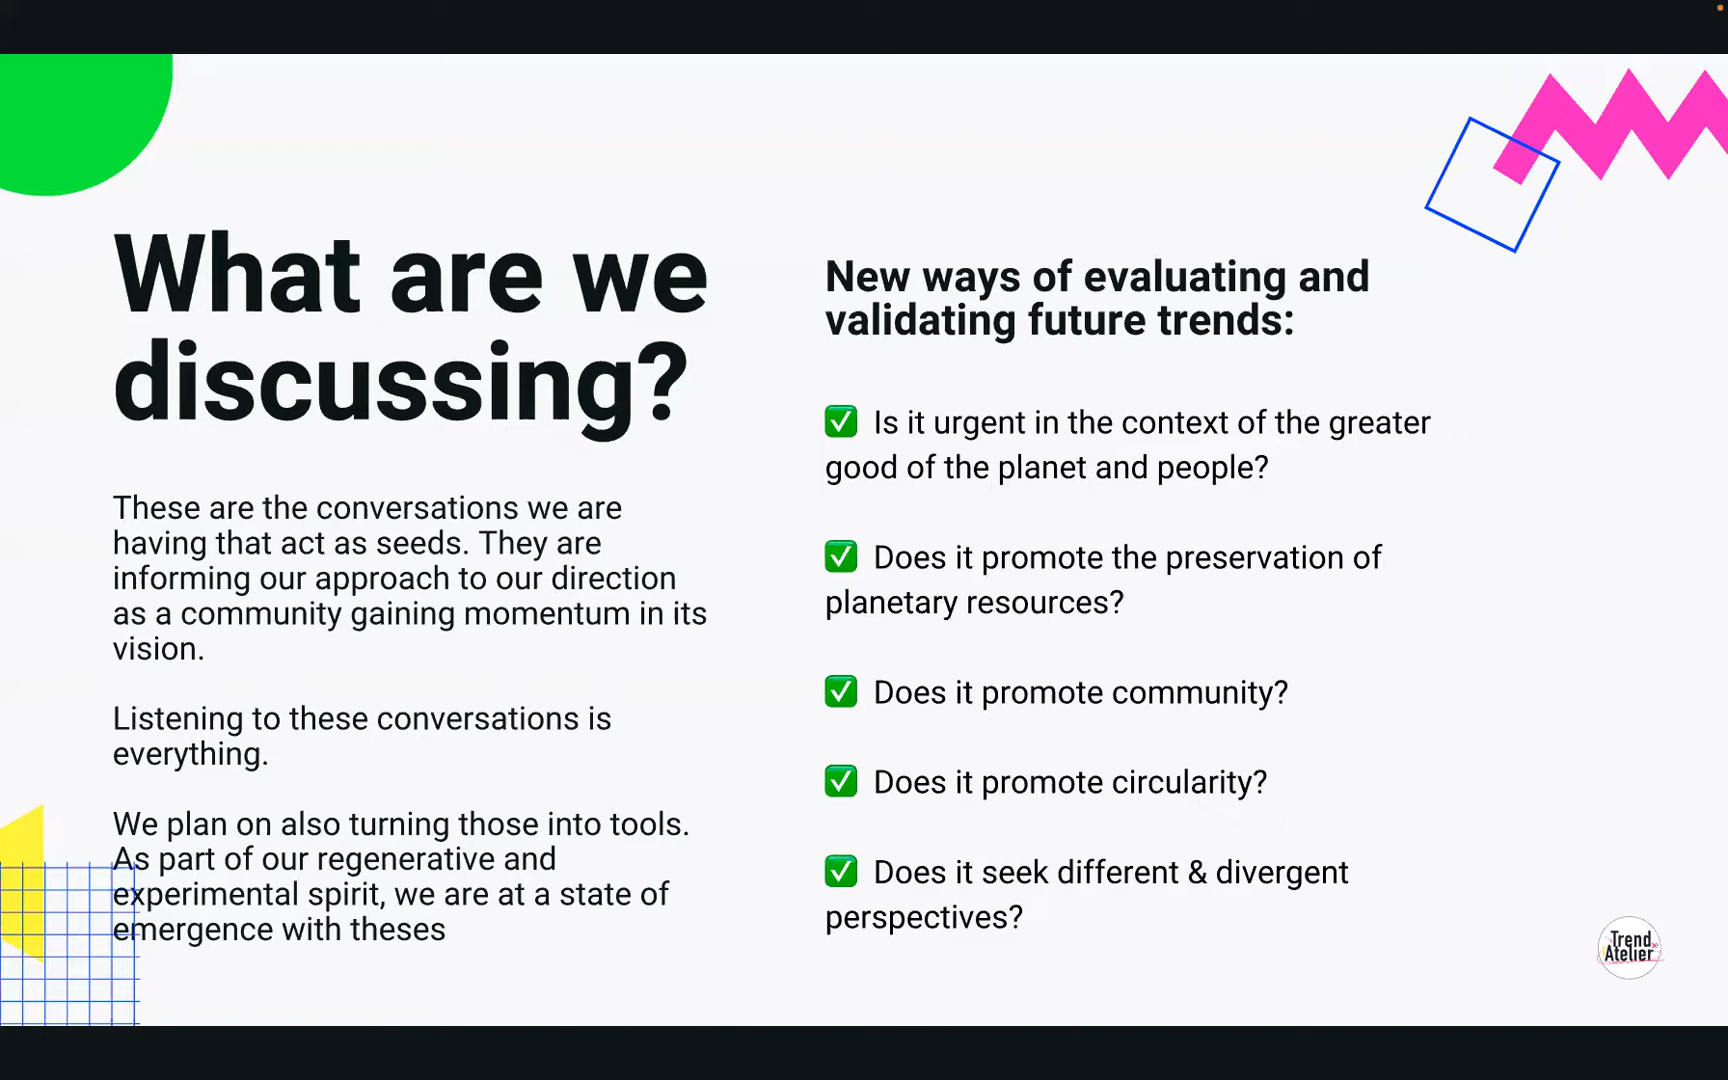 What are we
discussing?
These are the conversations we are
having that act as seeds. They are
informing our approach to our direction
as a community gaining momentum in its
vision.
Listening to these conversations is
everything.
We plan on also turning those into tools.
As part of our regenerative and
experimental spirit, we are at a state of
emergence with theses
New ways of evaluating and
validating future trends:
✅ Is it urgent in the context of the greater
good of the planet and people?
✅ Does it promote the preservation of
planetary resources?
✅ Does it promote community?
✅ Does it promote circularity?
✅ Does it seek different & divergent
perspectives?
Trend
Atelier